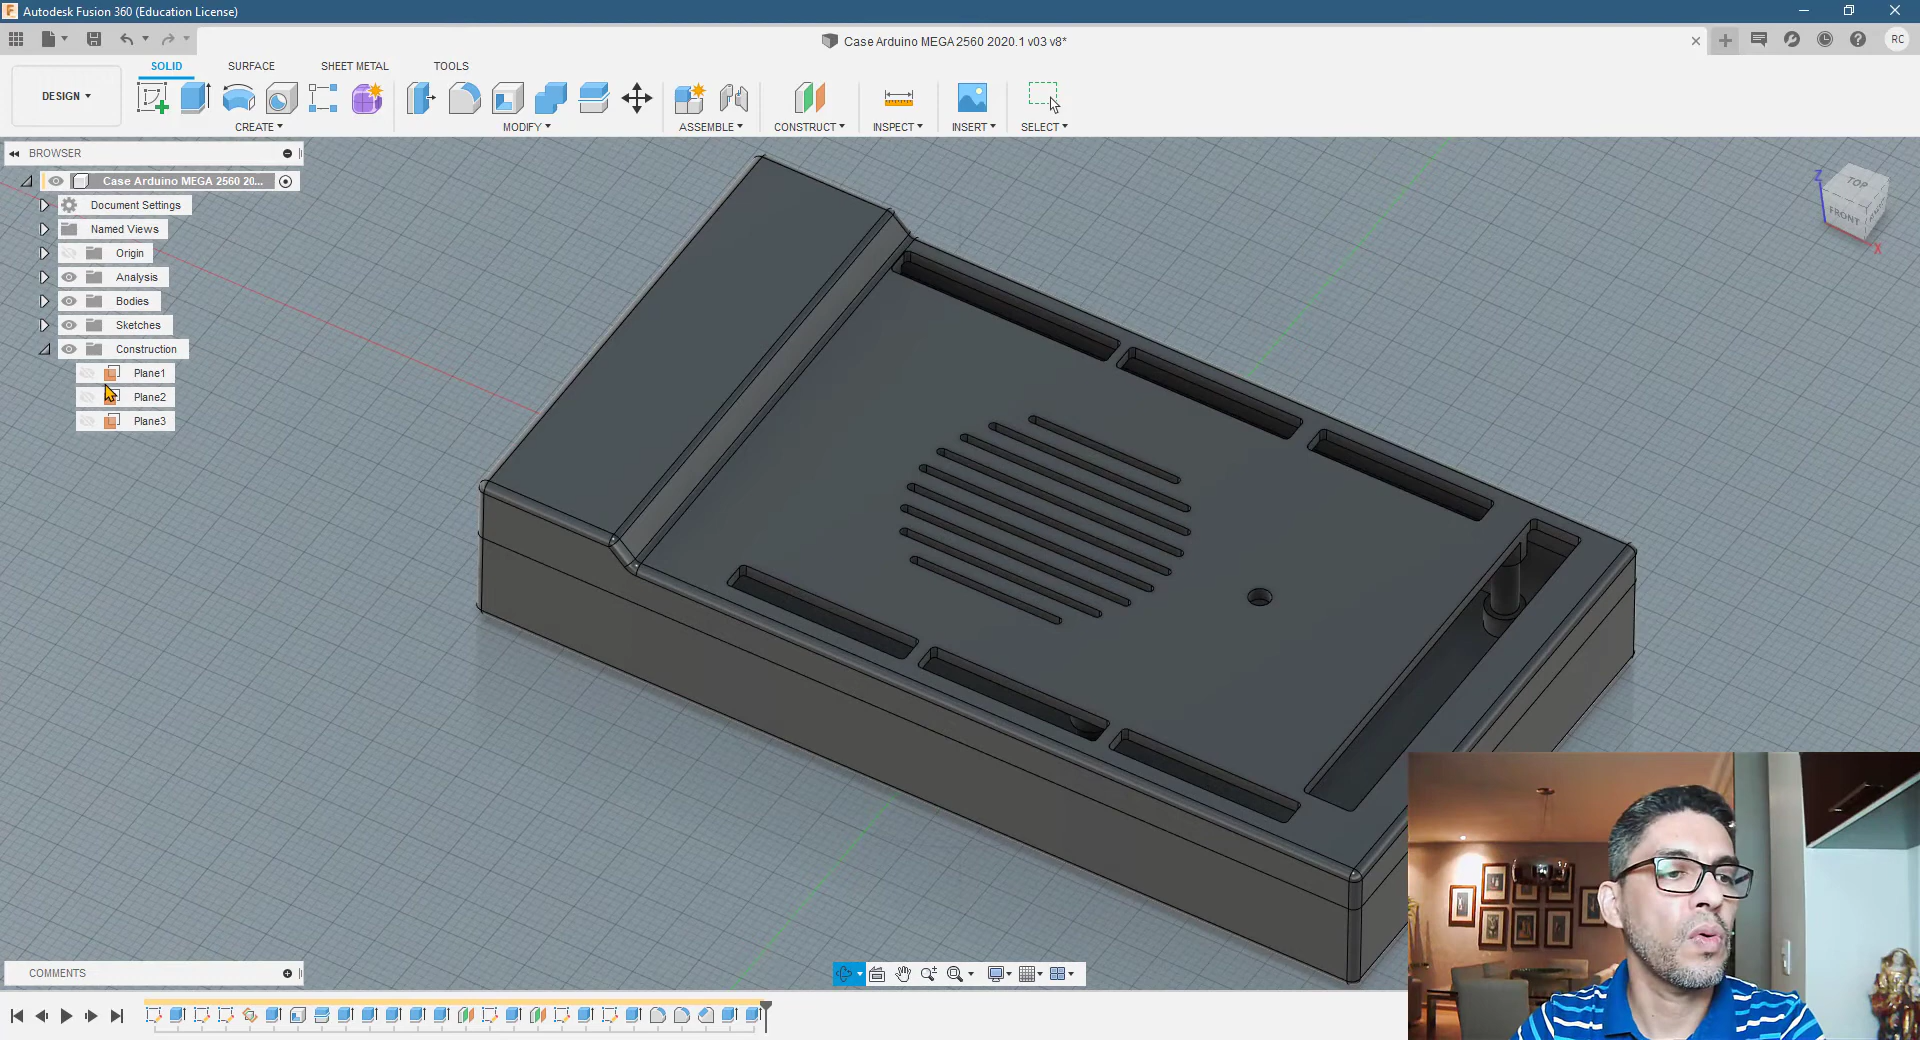 Autodesk Fusion 360 (Education License)
Case Arduino MEGA 2560 2020.1 v03 v8*
RC
DESIGN
SOLID
SURFACE
SHEET METAL
TOOLS
CREATE
MODIFY
ASSEMBLE
CONSTRUCT
INSPECT
INSERT
SELECT
BROWSER
Case Arduino MEGA 2560 20...
Document Settings
Named Views
Origin
Analysis
Bodies
Sketches
Construction
Plane1
Plane2
Plane3
Z
TOP
FRONT
X
COMMENTS